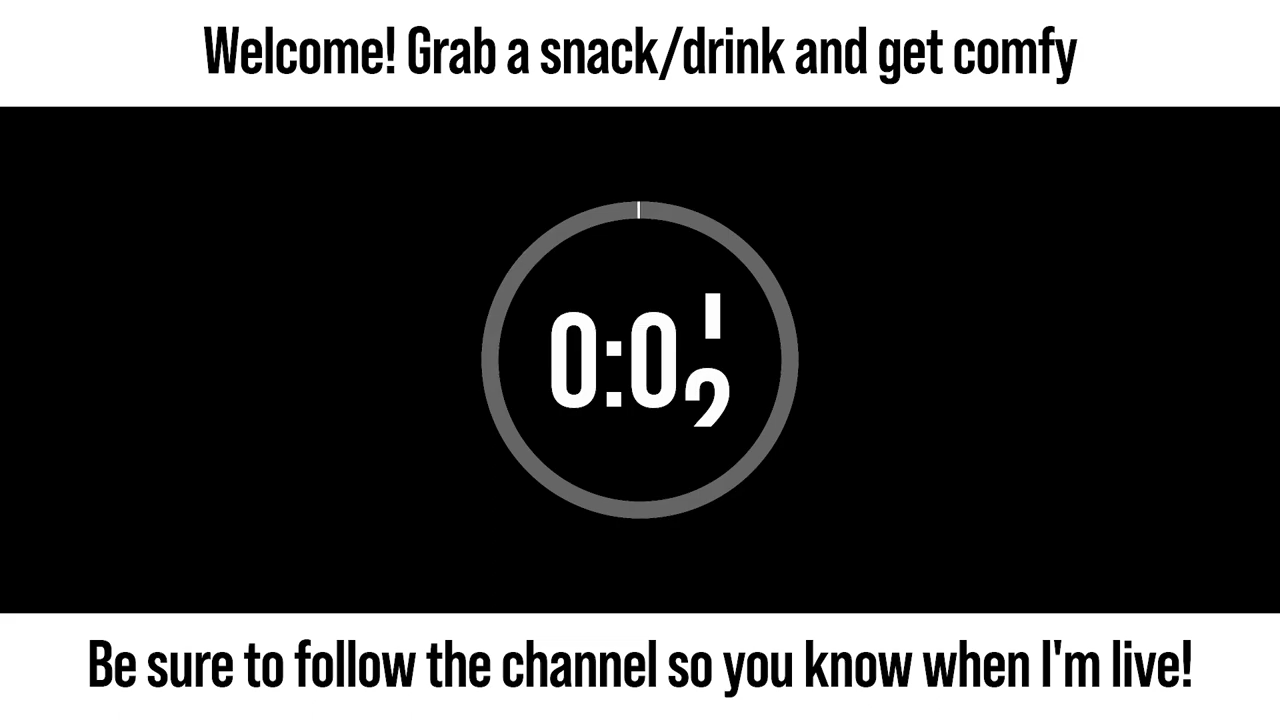 Welcome! Grab a snack/drink and get comfy
0:0
Be sure to follow the channel so you know when I'm live!